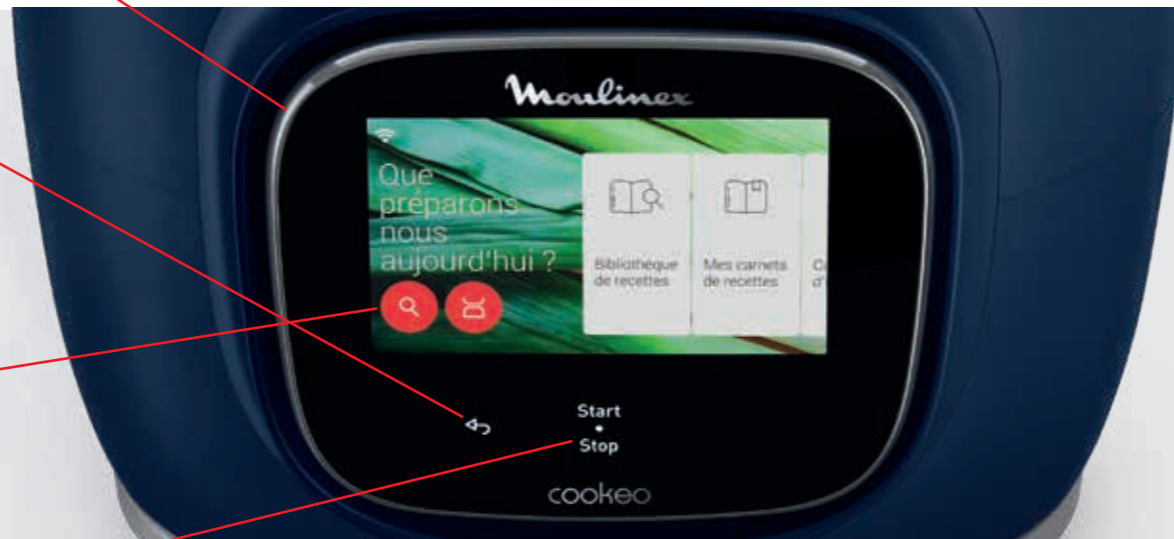 Moulinex
Que
préparons
nous
aujourd'hui ?
Bibliothèque
de recettes
Mes carnets
de recettes
Start
Stop
cookeo